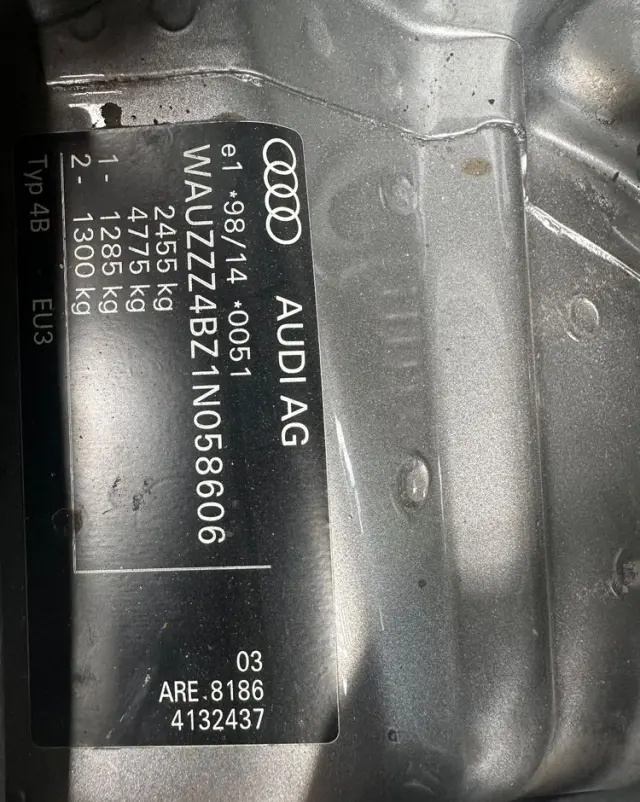 AUDI AG
e1 *98/14 *0051
WAUZZZ4BZ1N058606
2455 kg
4775 kg
1 - 1285 kg
2 - 1300 kg
Typ 4B EU3
03
ARE.8186
4132437